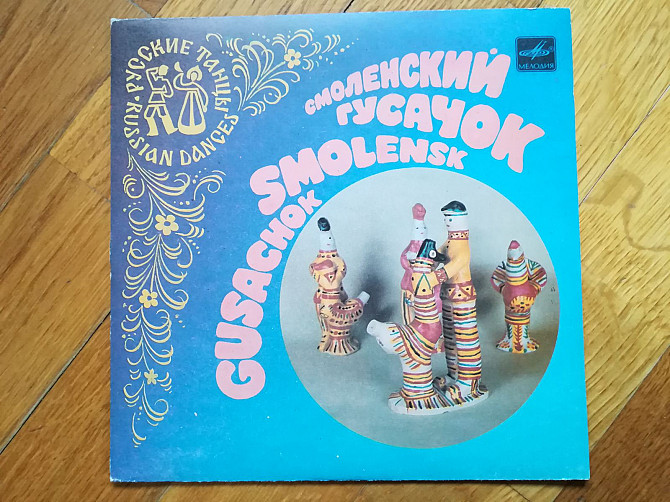 РУССКИЕ ТАНЦЫ • RUSSIAN DANCES
МЕЛОДИЯ
СМОЛЕНСКИЙ
ГУСАЧОК
SMOLENSK
GUSACHOK